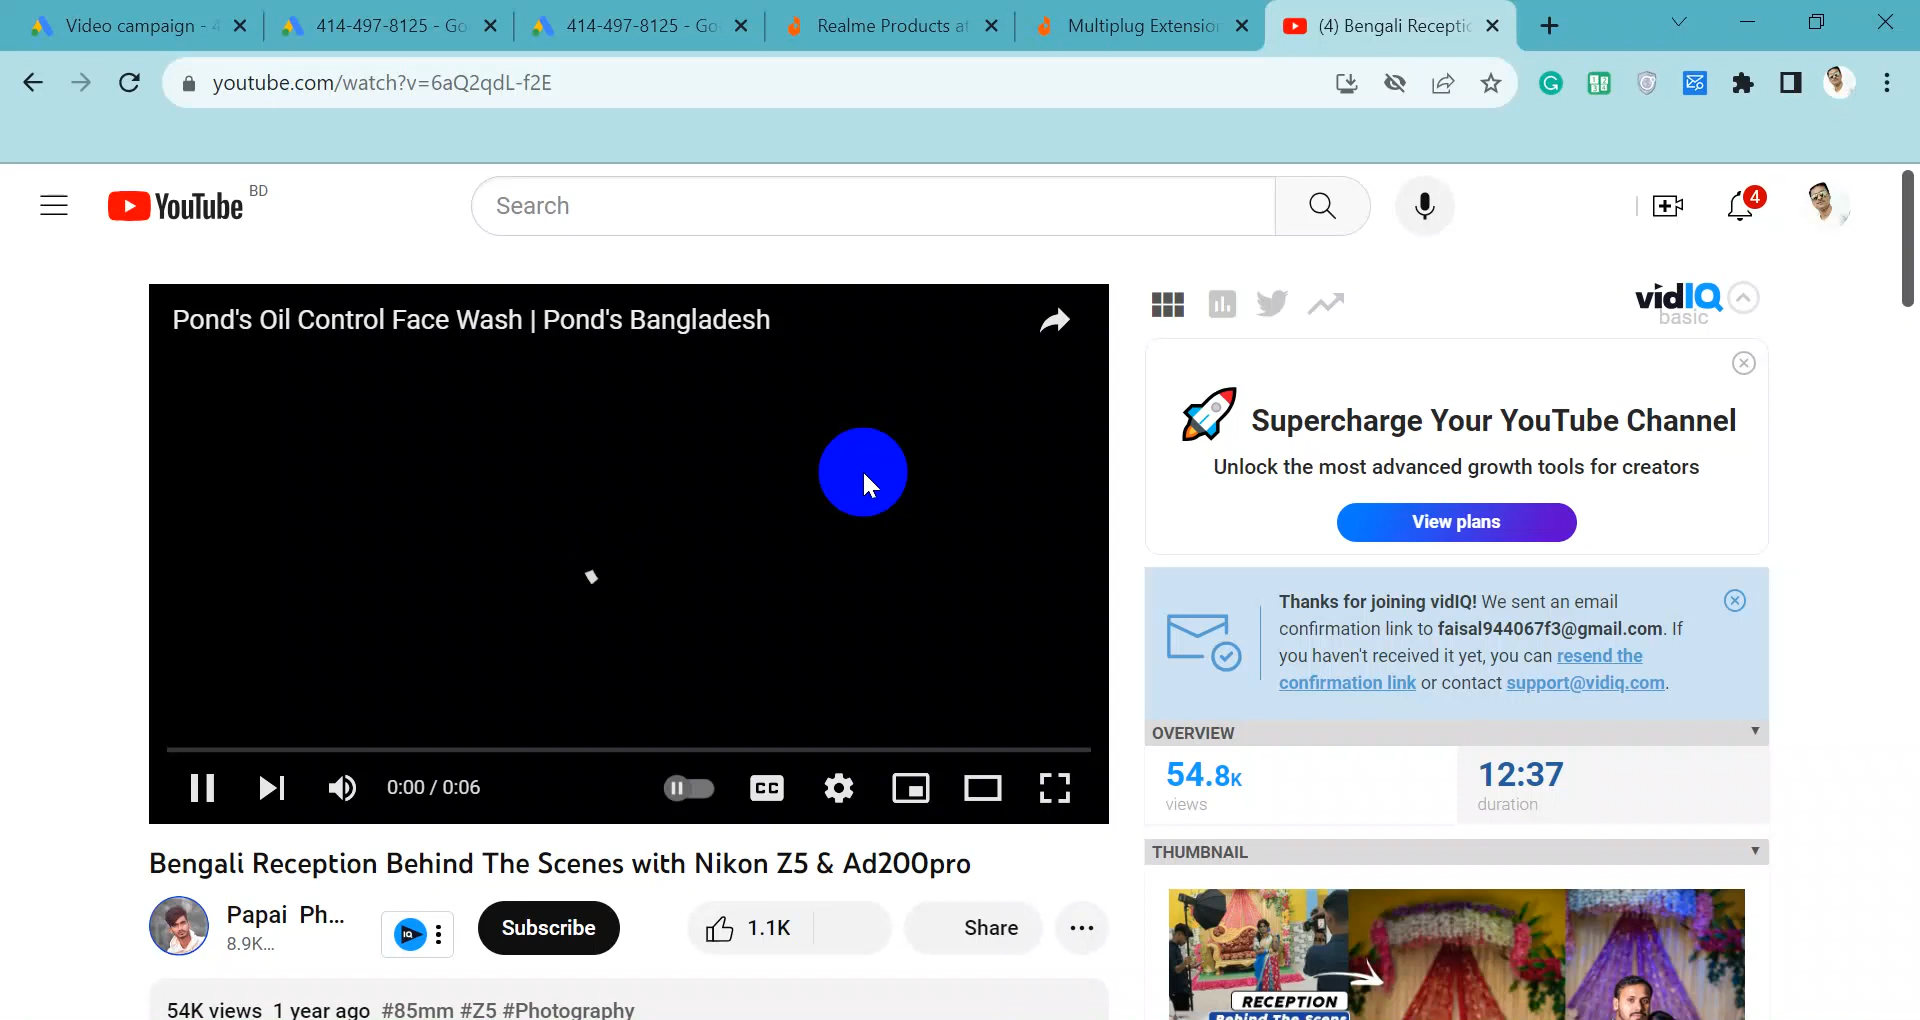 Video campaign - 4
414-497-8125 - Go
414-497-8125 - Go
Realme Products at
Multiplug Extension
(4) Bengali Receptic
youtube.com/watch?v=6aQ2qdL-f2E
YouTube BD
Search
4
Pond's Oil Control Face Wash | Pond's Bangladesh
0:00 / 0:06
CC
Bengali Reception Behind The Scenes with Nikon Z5 & Ad200pro
Papai Ph...
8.9K...
IQ
Subscribe
1.1K
Share
54K views 1 year ago #85mm #Z5 #Photography
vidIQ
basic
Supercharge Your YouTube Channel
Unlock the most advanced growth tools for creators
View plans
Thanks for joining vidIQ! We sent an email
confirmation link to faisal944067f3@gmail.com. If
you haven't received it yet, you can resend the
confirmation link or contact support@vidiq.com.
OVERVIEW
54.8K
views
12:37
duration
THUMBNAIL
RECEPTION
Behind The Scene